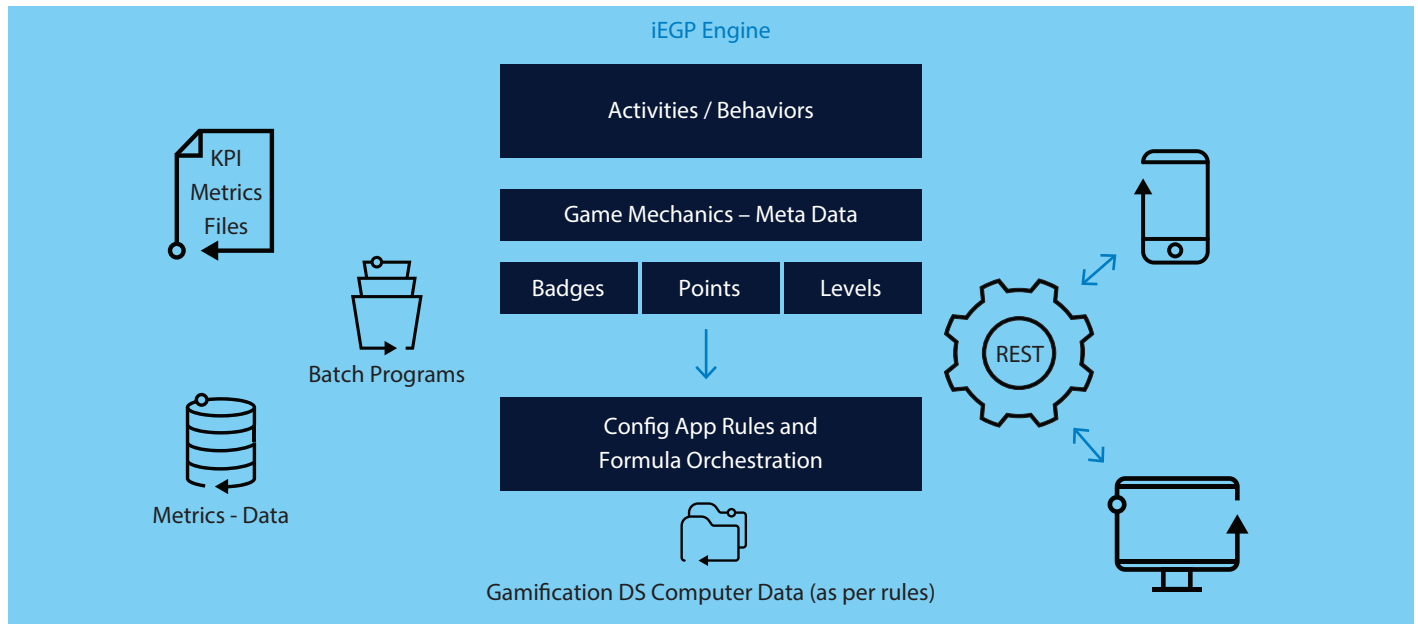 iEGP Engine
Activities / Behaviors
KPI
Metrics
Files
Game Mechanics – Meta Data
Badges
Points
Levels
Batch Programs
REST
Config App Rules and
Formula Orchestration
Metrics - Data
Gamification DS Computer Data (as per rules)